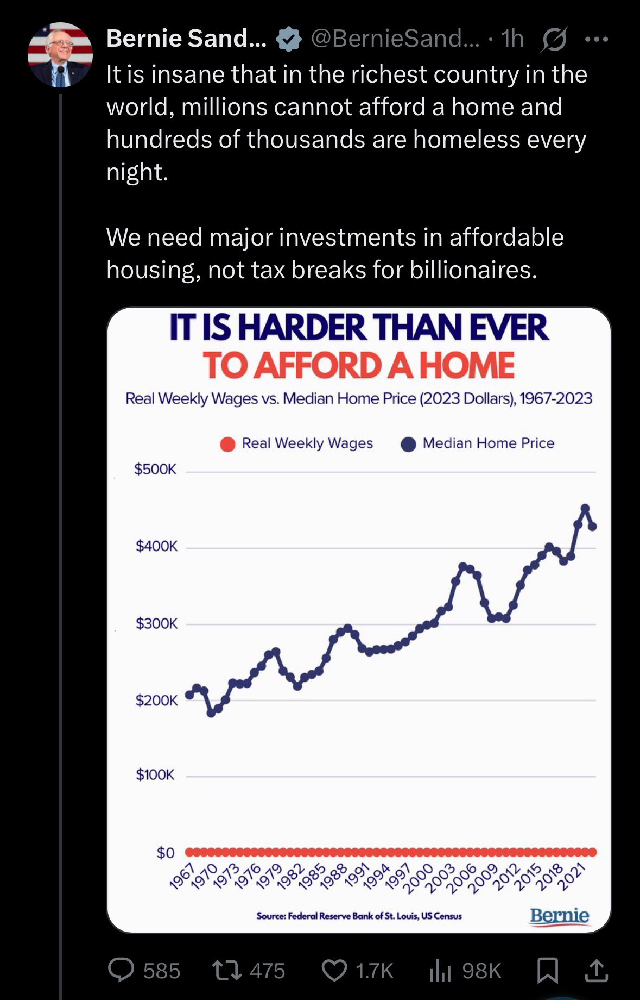 Bernie Sand... @BernieSand... · 1h
It is insane that in the richest country in the
world, millions cannot afford a home and
hundreds of thousands are homeless every
night.
We need major investments in affordable
housing, not tax breaks for billionaires.
IT IS HARDER THAN EVER
TO AFFORD A HOME
Real Weekly Wages vs. Median Home Price (2023 Dollars), 1967-2023
Real Weekly Wages Median Home Price
$500K
$400K
$300K
$200K
$100K
$0
1967 1970 1973 1976 1979 1982 1985 1988 1991 1994 1997 2000 2003 2006 2009 2012 2015 2018 2021
Source: Federal Reserve Bank of St. Louis, US Census
Bernie
585 475 1.7K 98K